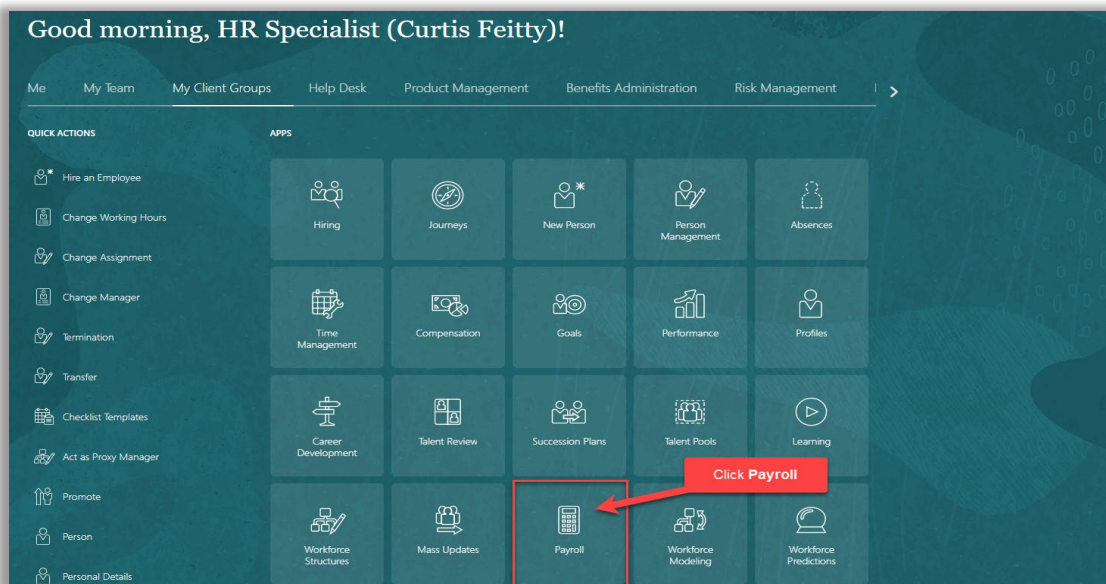 Good morning, HR Specialist (Curtis Feitty)!
Me My Team My Client Groups Help Desk Product Management Benefits Administration Risk Management
QUICK ACTIONS
Hire an Employee
Change Working Hours
Change Assignment
Change Manager
Termination
Transfer
Checklist Templates
Act as Proxy Manager
Promote
Person
Personal Details
APPS
Hiring
Journeys
New Person
Person
Management
Absences
Time
Management
Compensation
Goals
Performance
Profiles
Career
Development
Talent Review
Succession Plans
Talent Pools
Learning
Click Payroll
Workforce
Structures
Mass Updates
Payroll
Workforce
Modeling
Workforce
Predictions